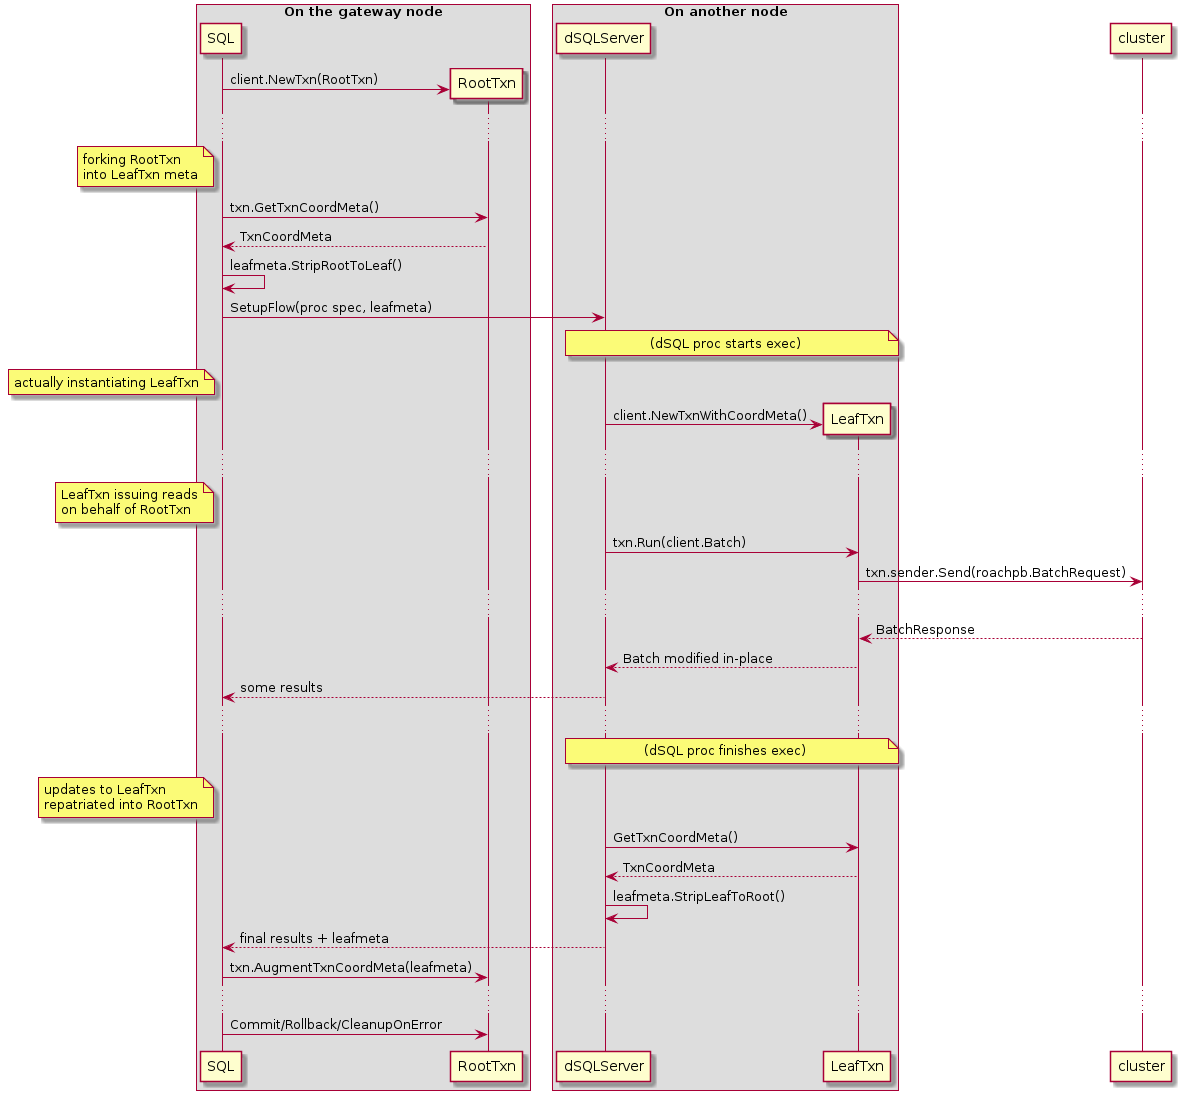 On the gateway node
On another node
SQL
dSQLServer
cluster
client.NewTxn(RootTxn)
RootTxn
forking RootTxn
into LeafTxn meta
txn.GetTxnCoordMeta()
TxnCoordMeta
leafmeta.StripRootToLeaf()
SetupFlow(proc spec, leafmeta)
(dSQL proc starts exec)
actually instantiating LeafTxn
client.NewTxnWithCoordMeta()
LeafTxn
LeafTxn issuing reads
on behalf of RootTxn
txn.Run(client.Batch)
txn.sender.Send(roachpb.BatchRequest)
BatchResponse
Batch modified in-place
some results
(dSQL proc finishes exec)
updates to LeafTxn
repatriated into RootTxn
GetTxnCoordMeta()
TxnCoordMeta
leafmeta.StripLeafToRoot()
final results + leafmeta
txn.AugmentTxnCoordMeta(leafmeta)
Commit/Rollback/CleanupOnError
SQL
RootTxn
dSQLServer
LeafTxn
cluster